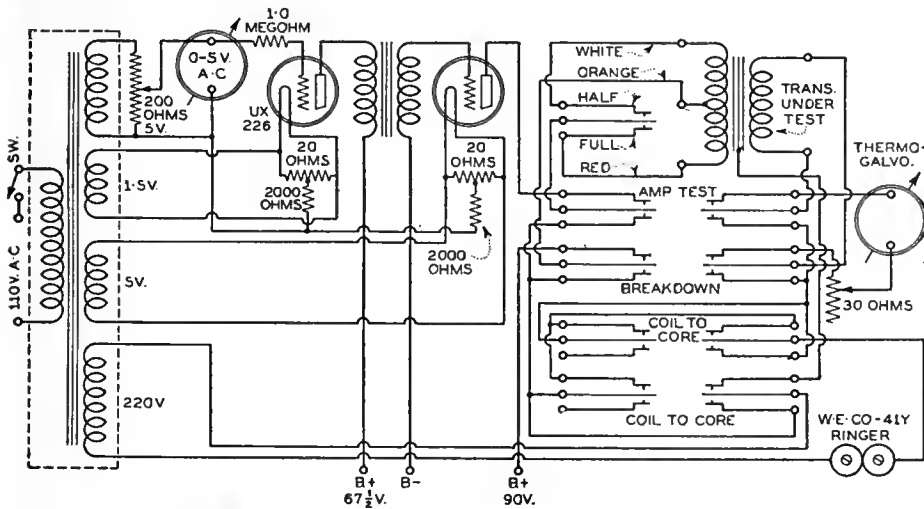 SW.
110V. A.C
200
OHMS
5V.
0-5V.
A.C
1.0
MEGOHM
UX
226
1.5V.
20
OHMS
2000
OHMS
5V.
220V
20
OHMS
2000
OHMS
B+
67½V.
B-
B+
90V.
WHITE
ORANGE
HALF
FULL
RED
AMP TEST
BREAKDOWN
COIL TO
CORE
COIL TO CORE
TRANS.
UNDER
TEST
THERMO-
GALVO.
30 OHMS
W.E.CO-41Y
RINGER